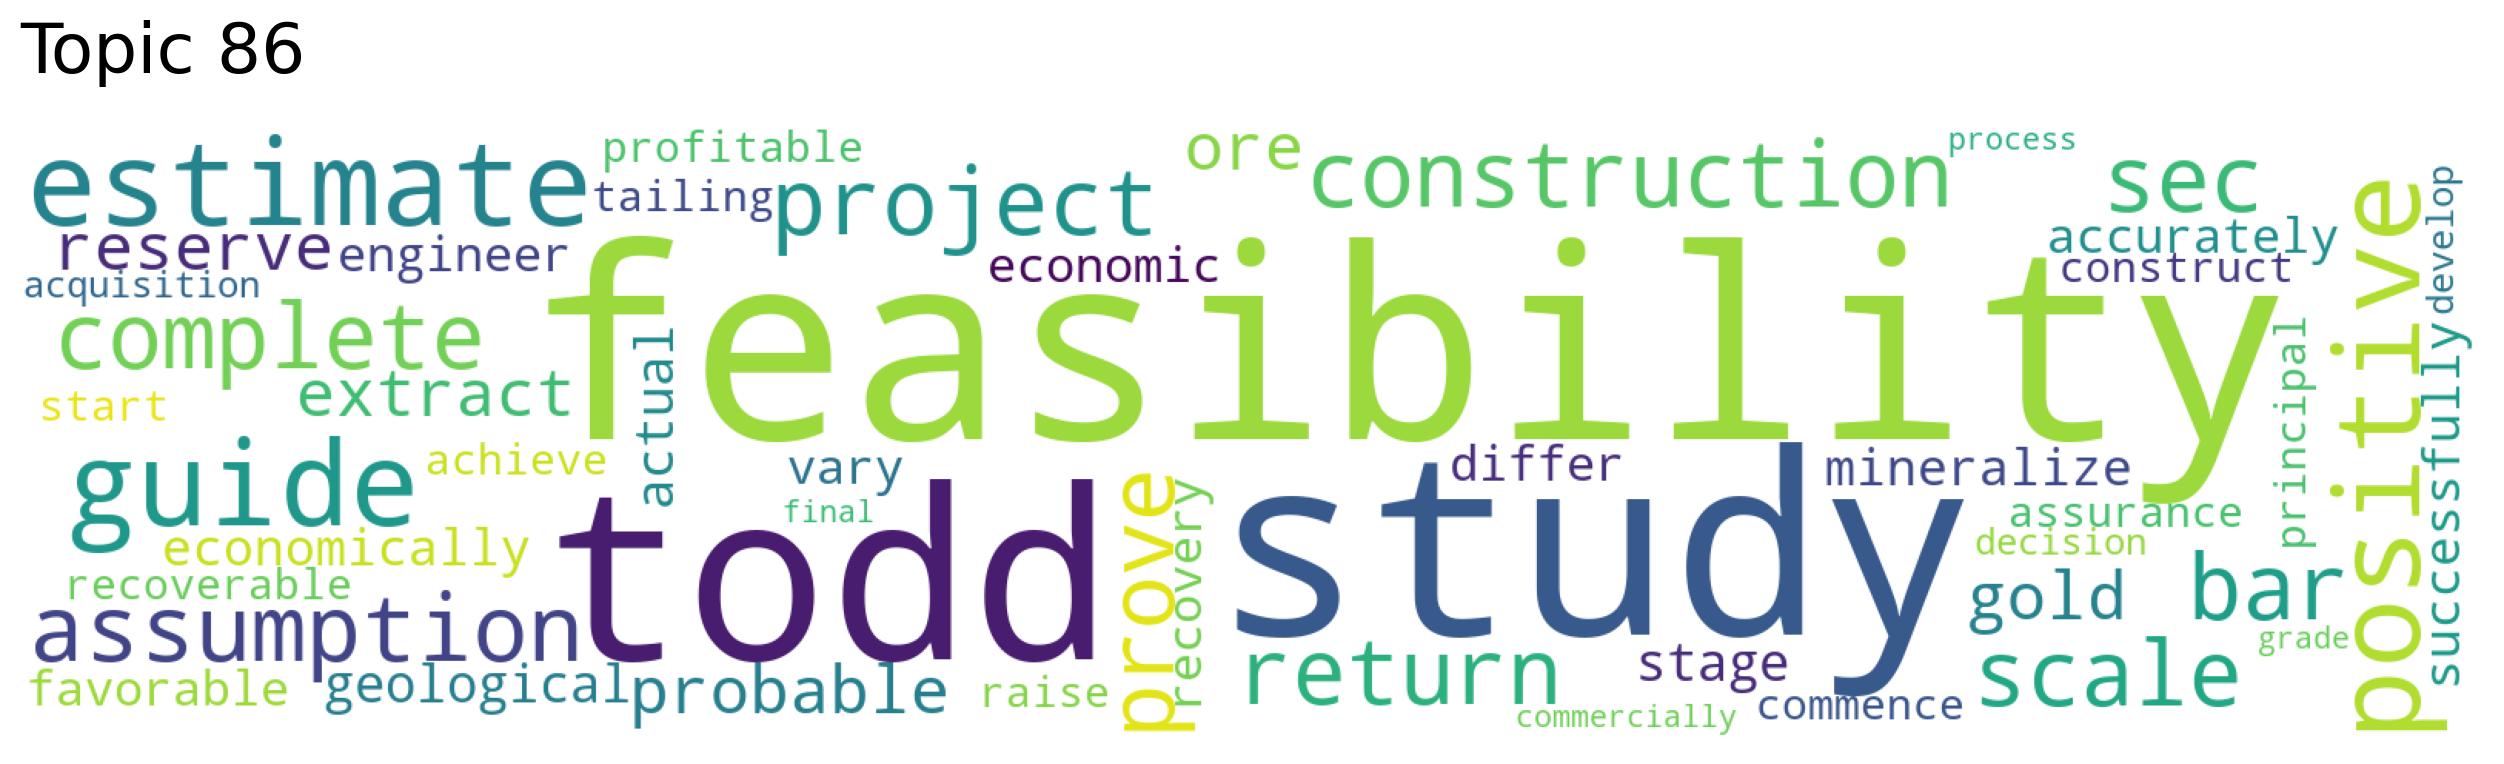 Topic 86
estimate
profitable
tailing
project
ore
construction
process
sec
reserve
engineer
economic
accurately
construct
develop
positive
acquisition
complete
feasibility
start
extract
actual
principal
successfully
guide
achieve
vary
final
differ
mineralize
economically
todd
prove
recovery
study
assurance
decision
recoverable
assumption
gold
bar
grade
favorable
geological
probable
raise
return
stage
scale
commercially
commence